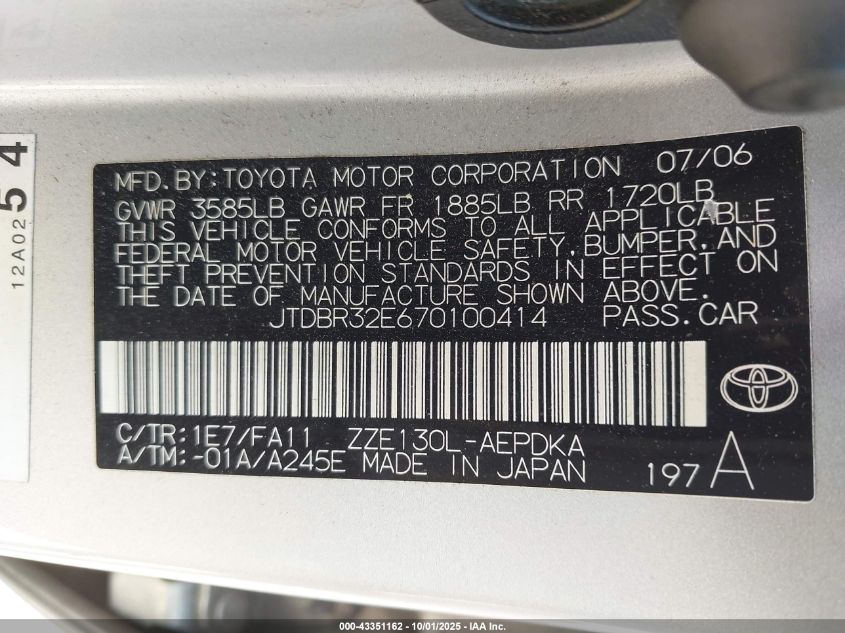 12A0254
MFD.BY:TOYOTA MOTOR CORPORATION 07/06
GVWR 3585LB GAWR FR 1885LB RR 1720LB
THIS VEHICLE CONFORMS TO ALL APPLICABLE
FEDERAL MOTOR VEHICLE SAFETY,BUMPER,AND
THEFT PREVENTION STANDARDS IN EFFECT ON
THE DATE OF MANUFACTURE SHOWN ABOVE.
JTDBR32E670100414 PASS.CAR
C/TR:1E7/FA11 ZZE130L-AEPDKA
A/TM:-01A/A245E MADE IN JAPAN
197A
000-43351162 - 10/01/2025 - IAA Inc.